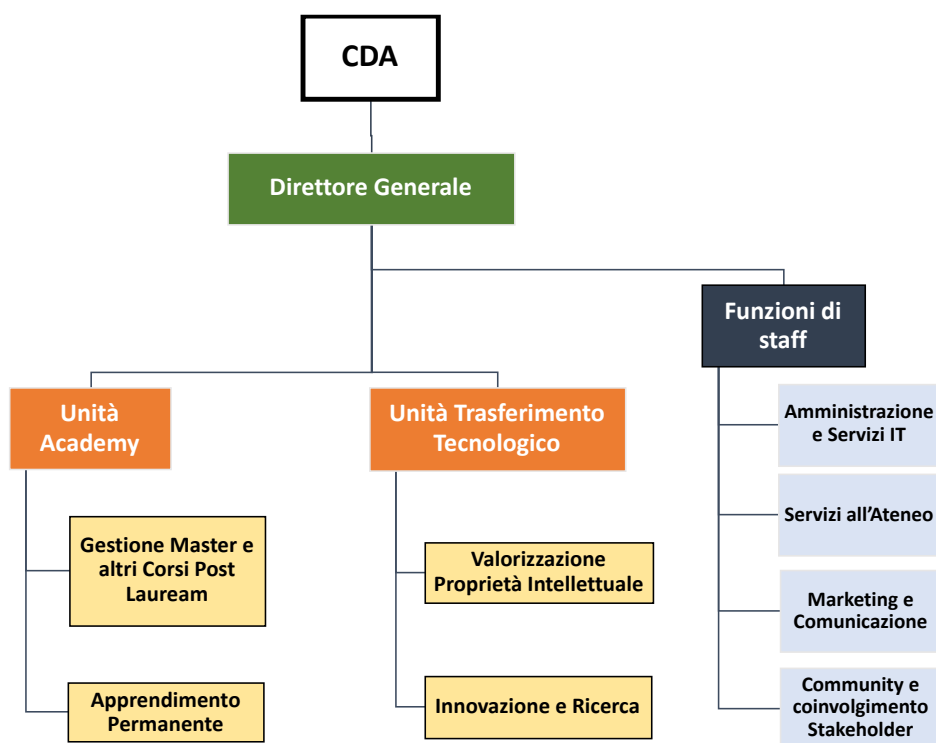 CDA
Direttore Generale
Funzioni di
staff
Unità
Academy
Unità Trasferimento
Tecnologico
Amministrazione
e Servizi IT
Servizi all'Ateneo
Marketing e
Comunicazione
Community e
coinvolgimento
Stakeholder
Gestione Master e
altri Corsi Post
Lauream
Apprendimento
Permanente
Valorizzazione
Proprietà Intellettuale
Innovazione e Ricerca